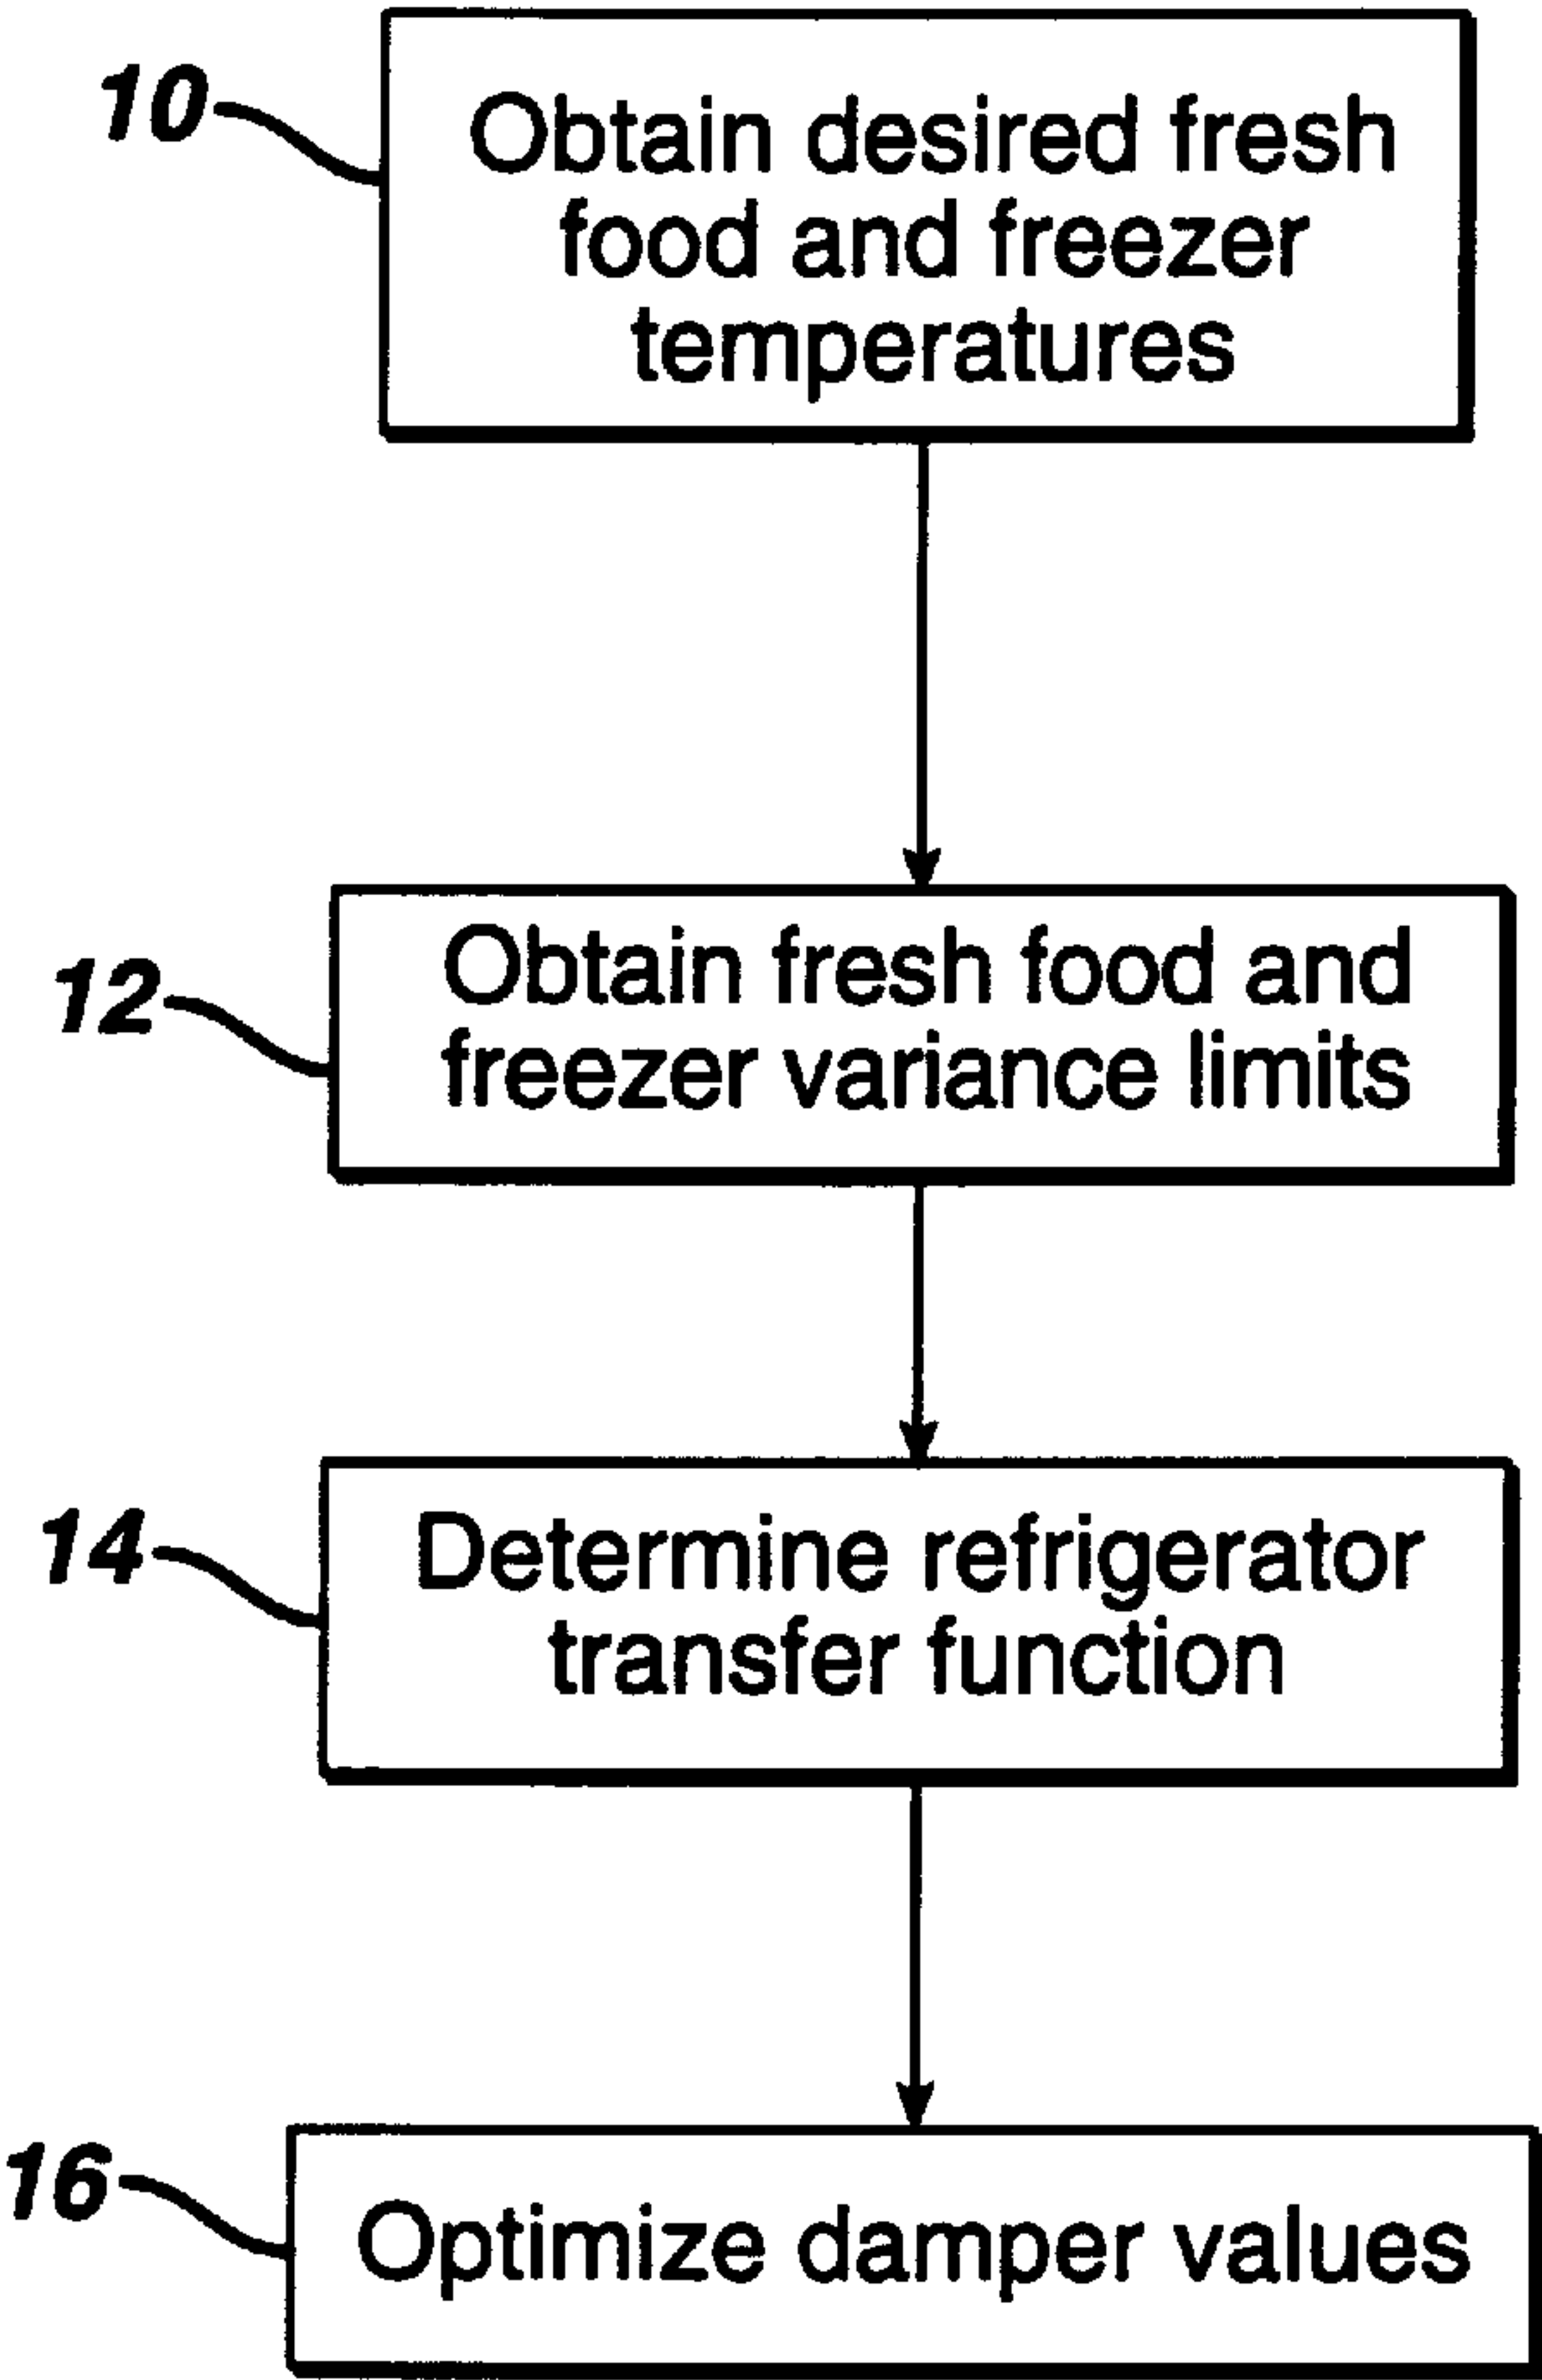 10
Obtain desired fresh
food and freezer
temperatures
12
Obtain fresh food and
freezer variance limits
14
Determine refrigerator
transfer function
16
Optimize damper values